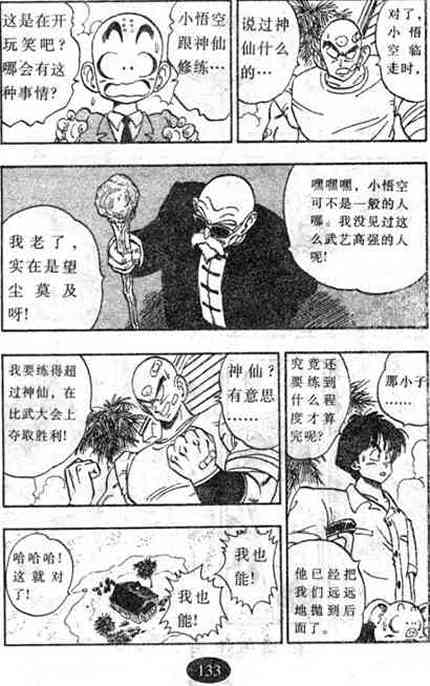 对了，
小悟
空临
走时，
说过神
仙什么
的…
小悟空
跟神仙
修练…
这是在开
玩笑吧？
哪会有这
种事情？
嘿嘿嘿，小悟空
可不是一般的人
哪。我没见过这
么武艺高强的人
呢！
我老了，
实在是望
尘莫及
呀！
那小子
……
究竟还
要练到
什么程
度才算
完呢？
他已经把
我们远远
地抛到后
面了。
神仙？
有意思
……
我要练得超
过神仙，在
比武大会上
夺取胜利！
我也
能！
我也
能！
哈哈哈！
这就对
了！
133